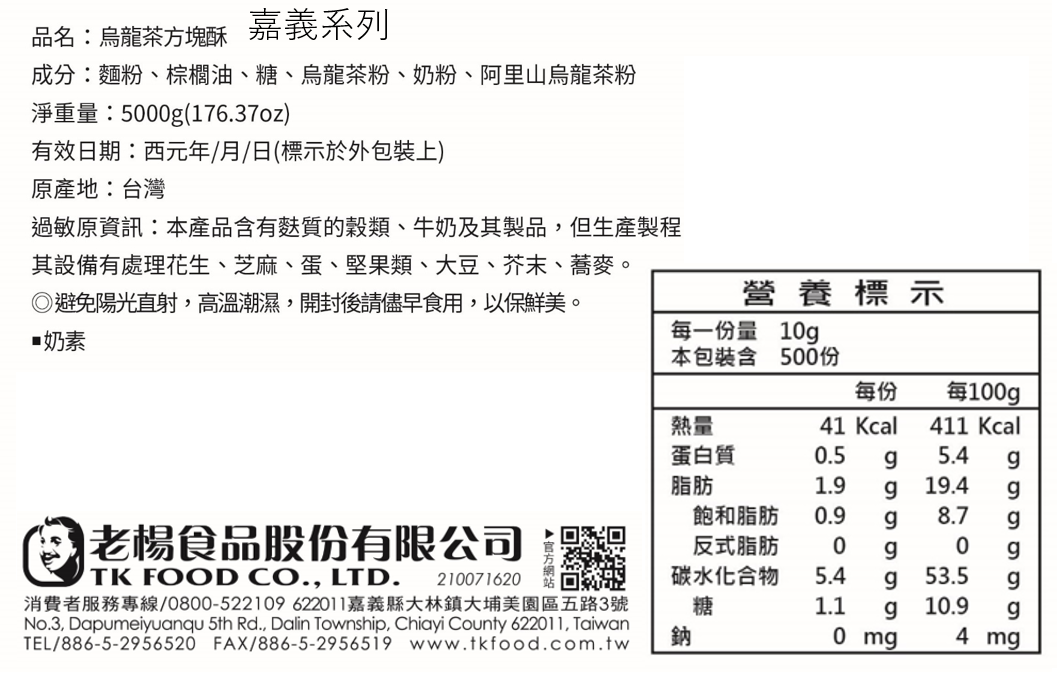 品名：烏龍茶方塊酥 嘉義系列
成分：麵粉、棕櫚油、糖、烏龍茶粉、奶粉、阿里山烏龍茶粉
淨重量：5000g(176.37oz)
有效日期：西元年/月/日(標示於外包裝上)
原產地：台灣
過敏原資訊：本產品含有麩質的穀類、牛奶及其製品，但生產製程
其設備有處理花生、芝麻、蛋、堅果類、大豆、芥末、蕎麥。
◎避免陽光直射，高溫潮濕，開封後請儘早食用，以保鮮美。
▪奶素
營養標示
每一份量 10g
本包裝含 500份
每份 每100g
熱量 41 Kcal 411 Kcal
蛋白質 0.5 g 5.4 g
脂肪 1.9 g 19.4 g
飽和脂肪 0.9 g 8.7 g
反式脂肪 0 g 0 g
碳水化合物 5.4 g 53.5 g
糖 1.1 g 10.9 g
鈉 0 mg 4 mg
老楊食品股份有限公司
TK FOOD CO., LTD. 210071620
▶官方網站
消費者服務專線/0800-522109 622011嘉義縣大林鎮大埔美園區五路3號
No.3, Dapumeiyuanqu 5th Rd., Dalin Township, Chiayi County 622011, Taiwan
TEL/886-5-2956520 FAX/886-5-2956519 www.tkfood.com.tw